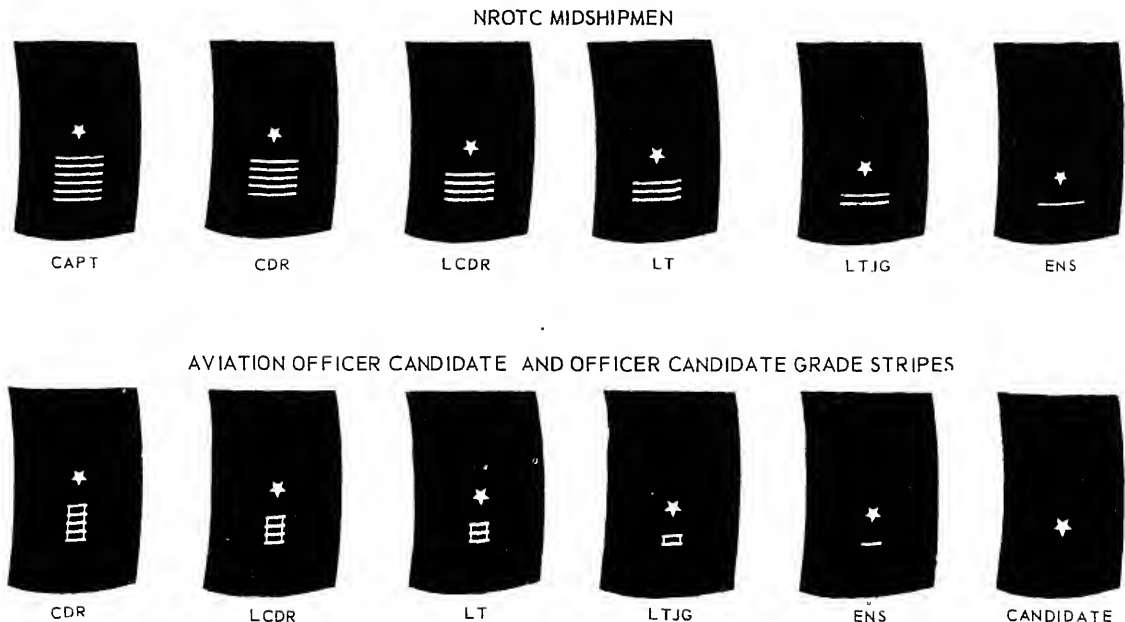 NROTC MIDSHIPMEN
CAPT CDR LCDR LT LTJG ENS
AVIATION OFFICER CANDIDATE AND OFFICER CANDIDATE GRADE STRIPES
CDR LCDR LT LTJG ENS CANDIDATE